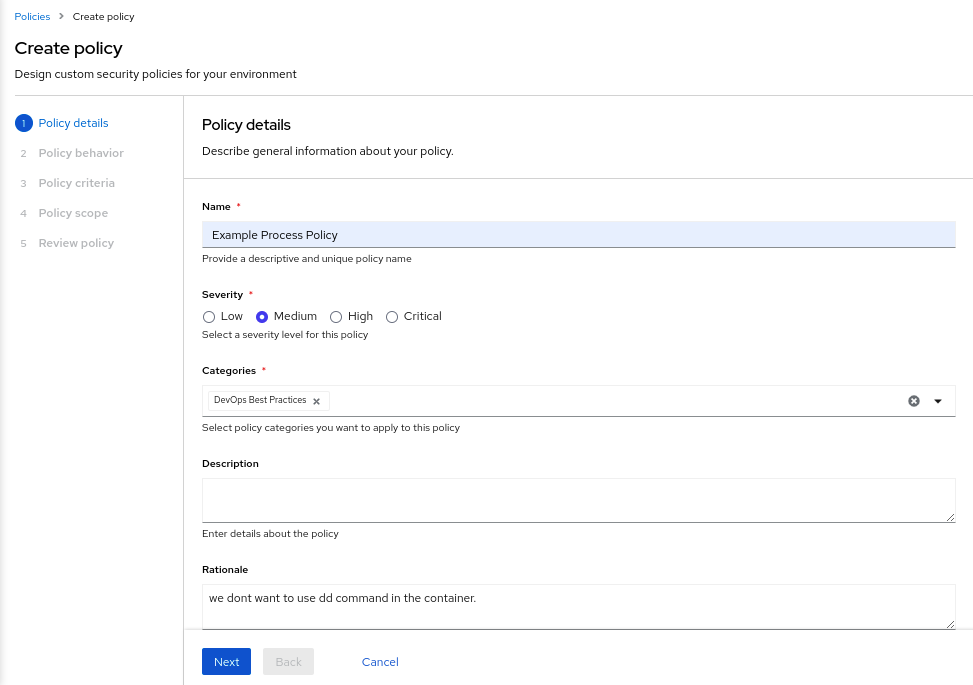 Policies > Create policy
Create policy
Design custom security policies for your environment
1 Policy details
2 Policy behavior
3 Policy criteria
4 Policy scope
5 Review policy
Policy details
Describe general information about your policy.
Name *
Example Process Policy
Provide a descriptive and unique policy name
Severity *
Low Medium High Critical
Select a severity level for this policy
Categories *
DevOps Best Practices
Select policy categories you want to apply to this policy
Description
Enter details about the policy
Rationale
we dont want to use dd command in the container.
Next Back Cancel